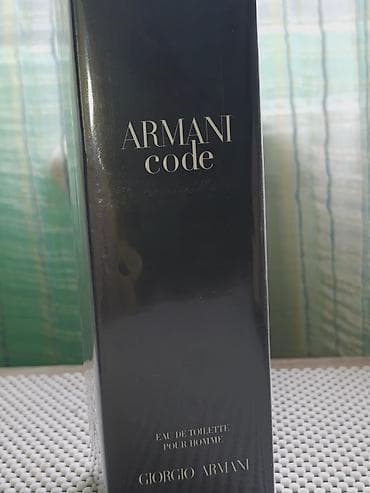 ARMANI
code
EAU DE TOILETTE
POUR HOMME
GIORGIO ARMANI